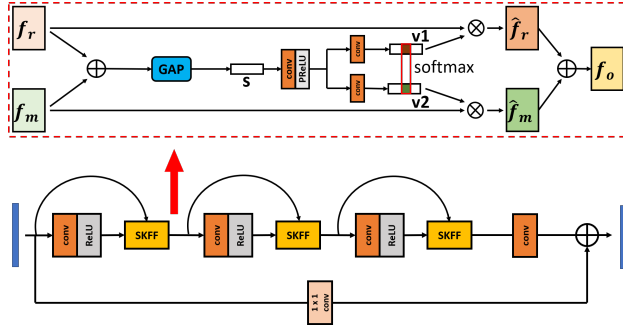 f_r
v1
f̂_r
conv
GAP
S
conv
PReLU
softmax
f_o
conv
f_m
v2
f̂_m
conv
ReLU
SKFF
conv
ReLU
SKFF
conv
ReLU
SKFF
conv
1 x 1
conv